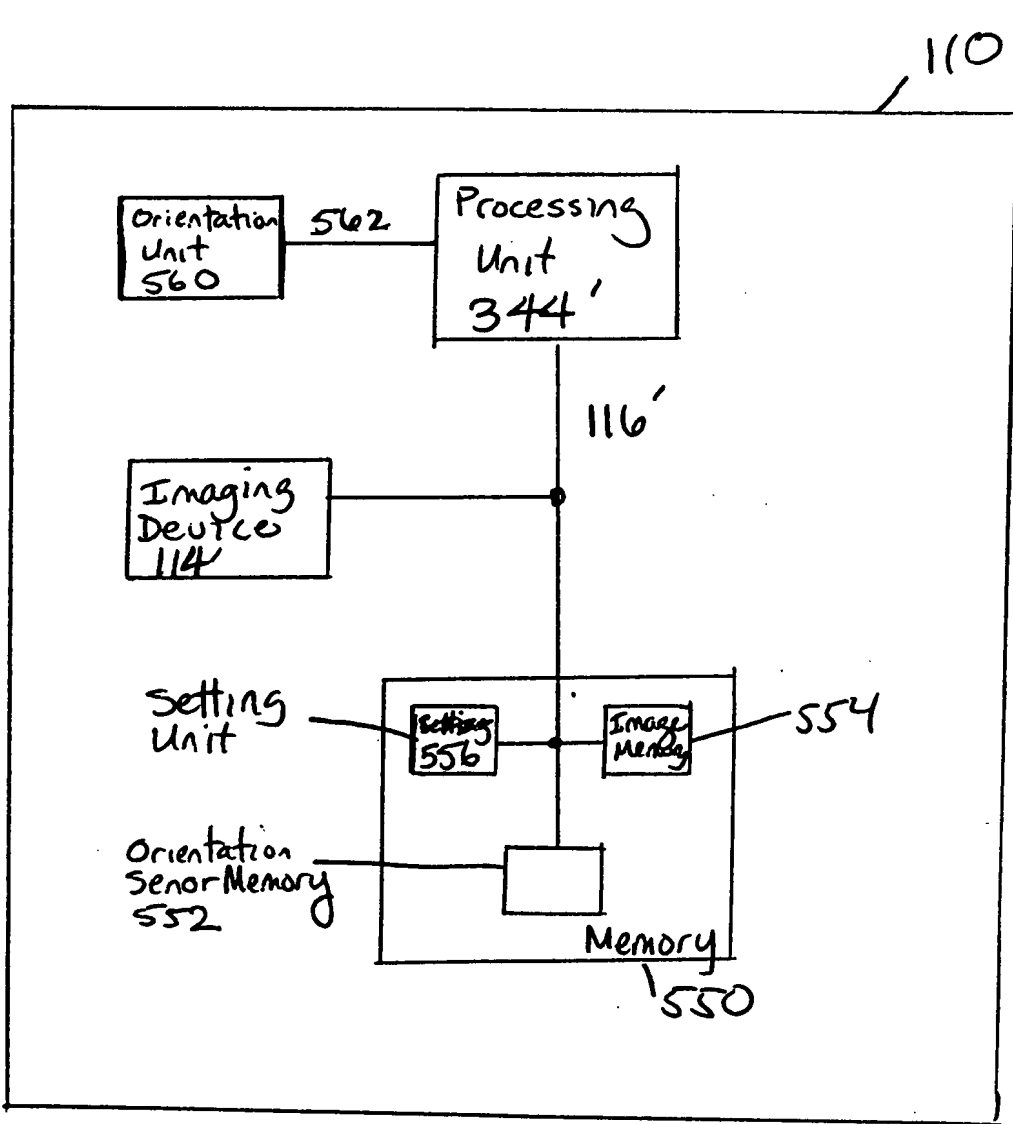 110
Orientation
Unit
560
562
Processing
Unit
344'
116'
Imaging
Device
114'
Setting
Unit
Setting
556
Image
Memory
554
Orientation
Senor Memory
552
Memory
550